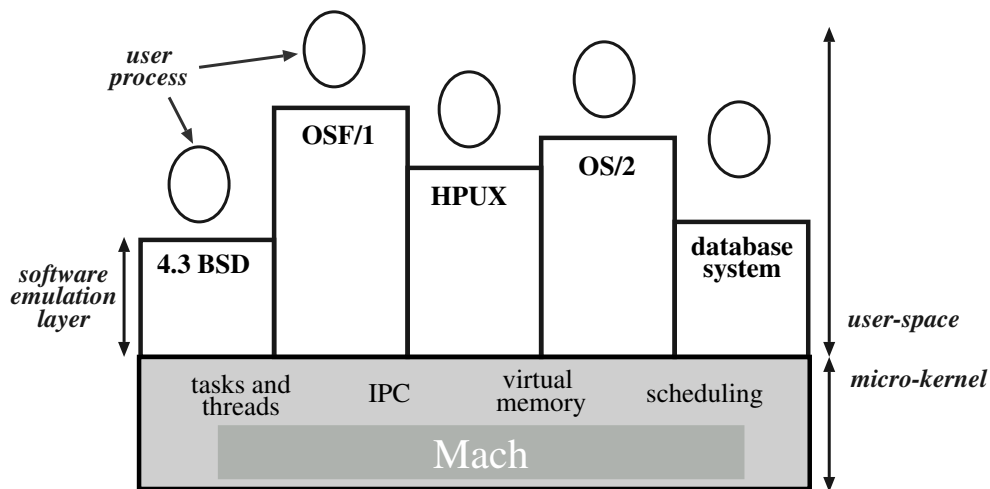 user
process
OSF/1
OS/2
HPUX
4.3 BSD
database
system
software
emulation
layer
user-space
micro-kernel
tasks and
threads
IPC
virtual
memory
scheduling
Mach